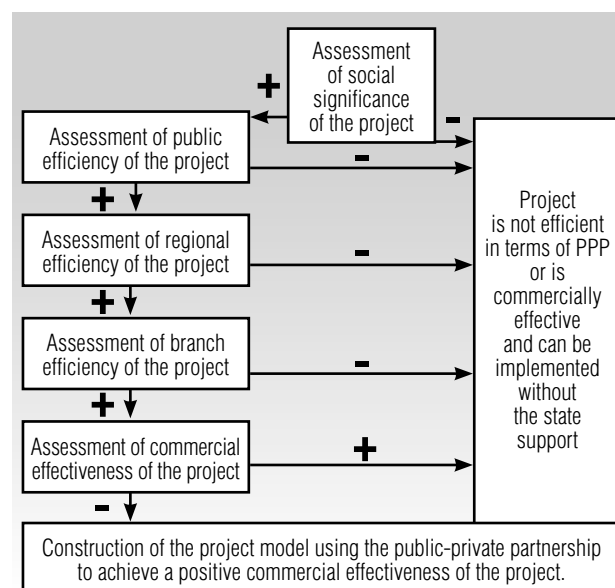 Assessment
of social
significance
of the project
+
-
Assessment of public
efficiency of the project
-
+
Assessment of regional
efficiency of the project
-
+
Assessment of branch
efficiency of the project
-
+
Assessment of commercial
effectiveness of the project
+
-
Project
is not efficient
in terms of PPP
or is
commercially
effective
and can be
implemented
without
the state
support
Construction of the project model using the public-private partnership
to achieve a positive commercial effectiveness of the project.